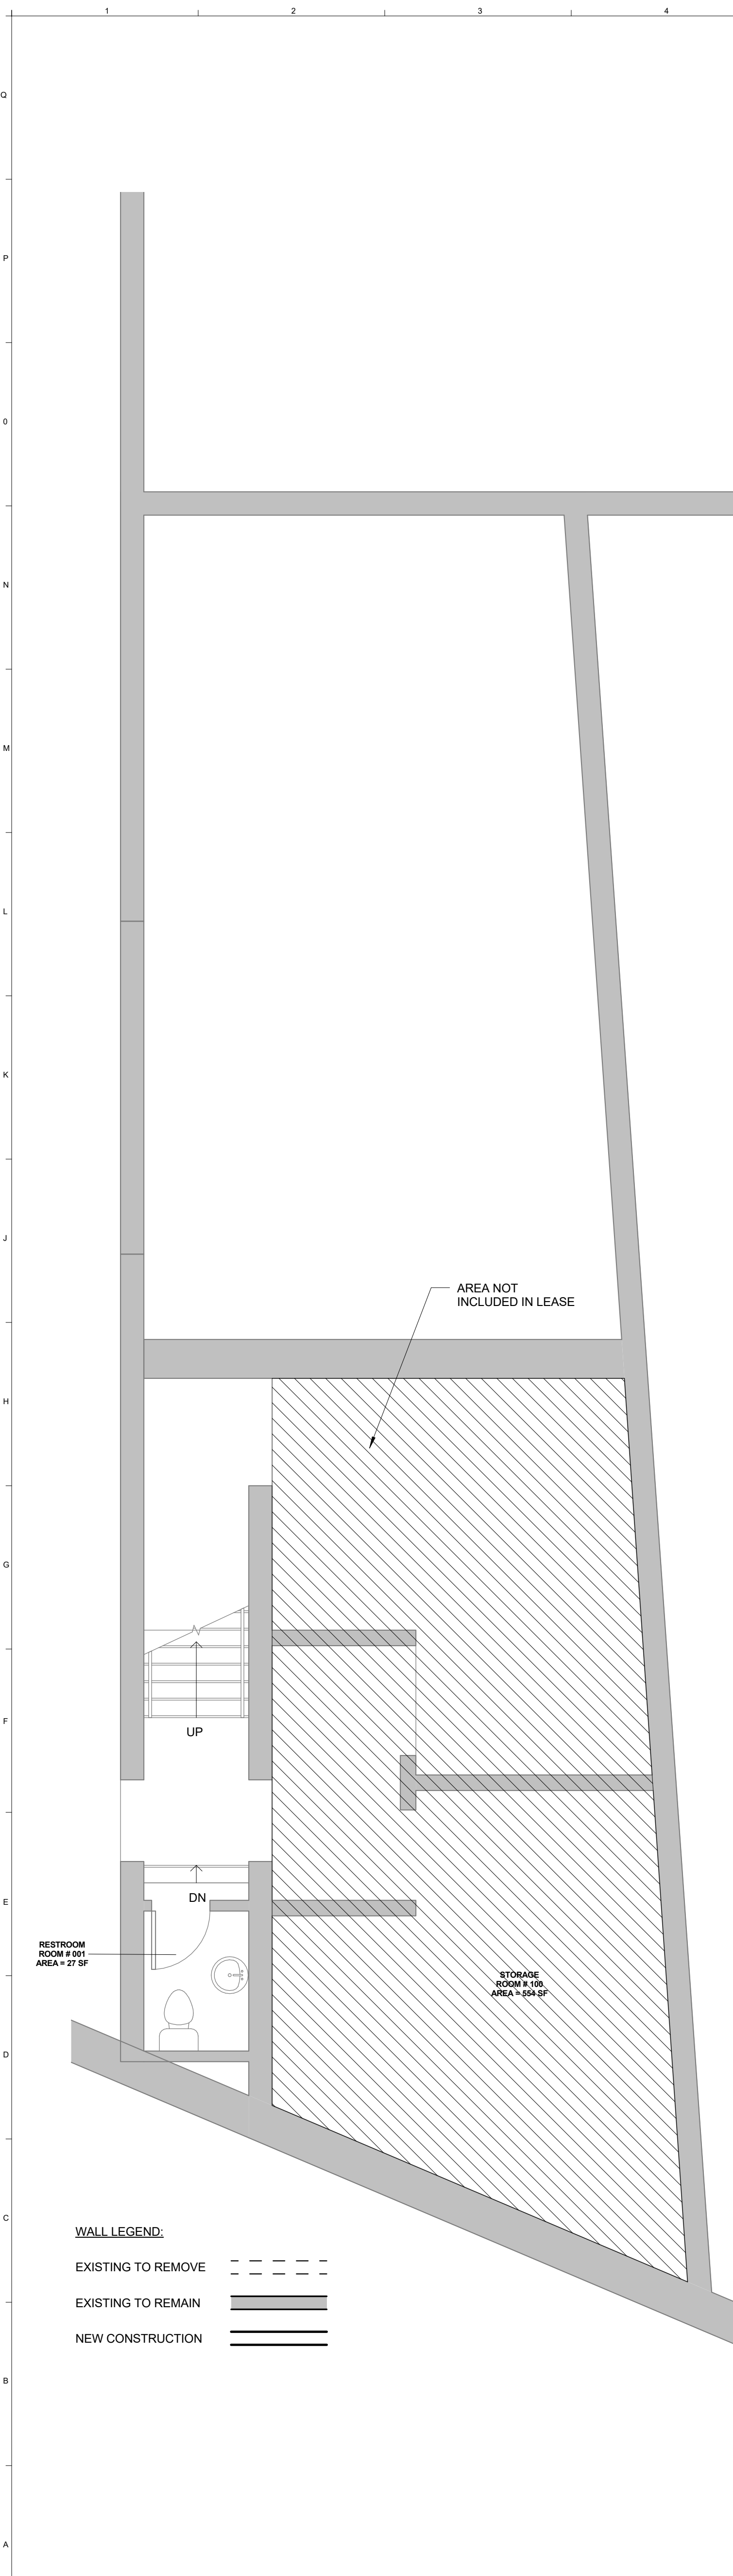 1
2
3
4
Q
P
0
N
M
L
K
J
AREA NOT
INCLUDED IN LEASE
H
G
F
UP
E
DN
RESTROOM
ROOM # 001
AREA = 27 SF
STORAGE
ROOM # 100
AREA = 554 SF
D
C
WALL LEGEND:
EXISTING TO REMOVE
EXISTING TO REMAIN
NEW CONSTRUCTION
B
A